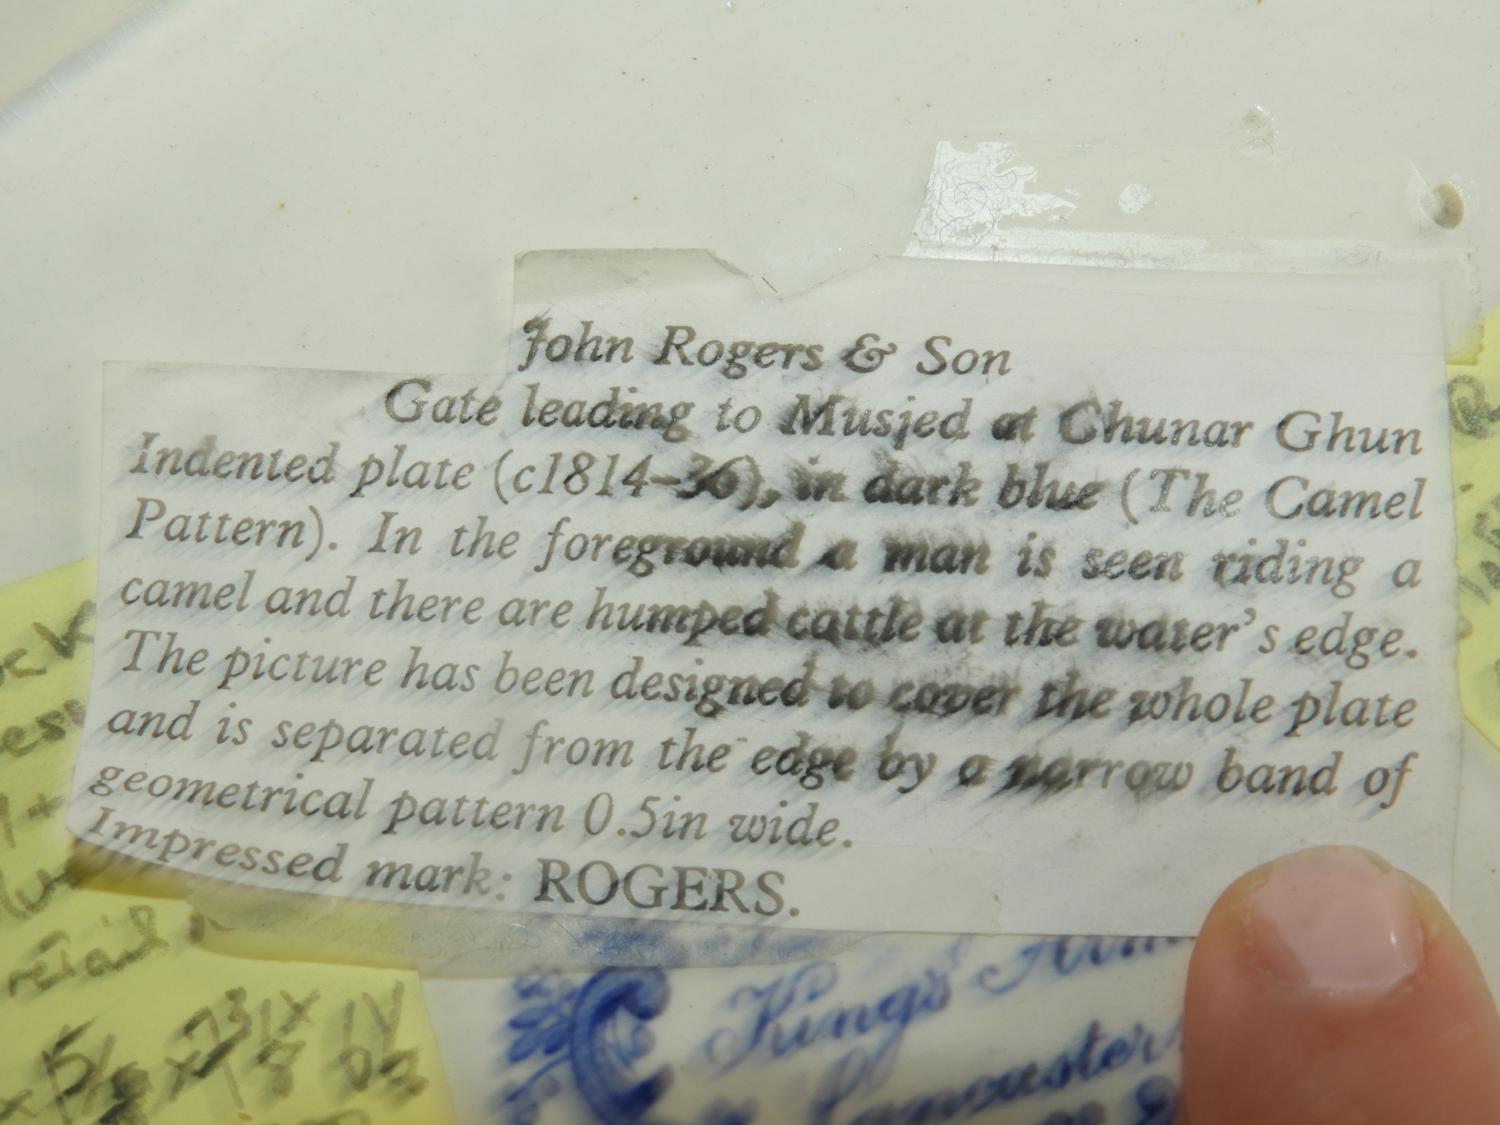 John Rogers & Son
Gate leading to Musjed at Chunar Ghun
Indented plate (c1814-36), in dark blue (The Camel
Pattern). In the foreground a man is seen riding a
camel and there are humped cattle at the water's edge.
The picture has been designed to cover the whole plate
and is separated from the edge by a narrow band of
geometrical pattern 0.5in wide.
Impressed mark: ROGERS.
retail
King's